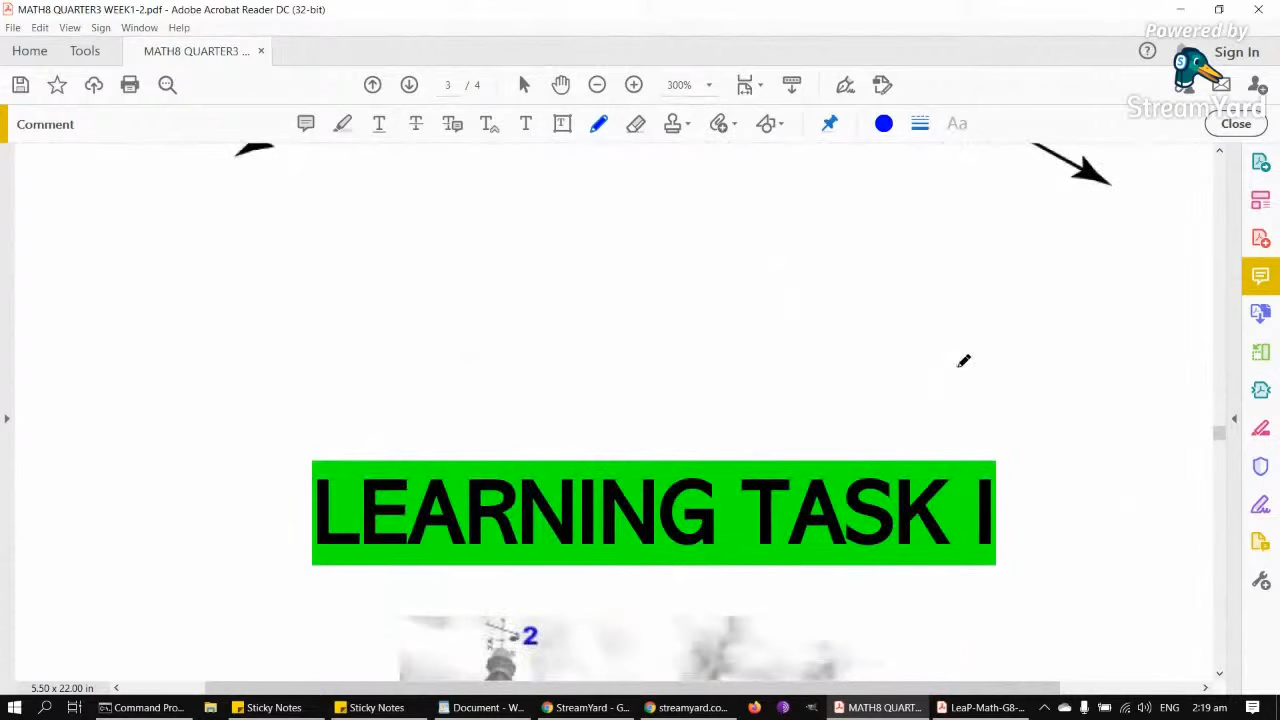 MATH8 QUARTER3 WEEK1-2.pdf - Adobe Acrobat Reader DC (32-bit)
Powered by
StreamYard
File Edit View Sign Window Help
Home Tools MATH8 QUARTER3 ... × Sign In
3 / 4 300%
Comment Close
LEARNING TASK I
2
5.50 x 22.00 in
Command Pro... Sticky Notes Sticky Notes Document - W... StreamYard - G... streamyard.co... MATH8 QUART... LeaP-Math-G8-... ENG 2:19 am